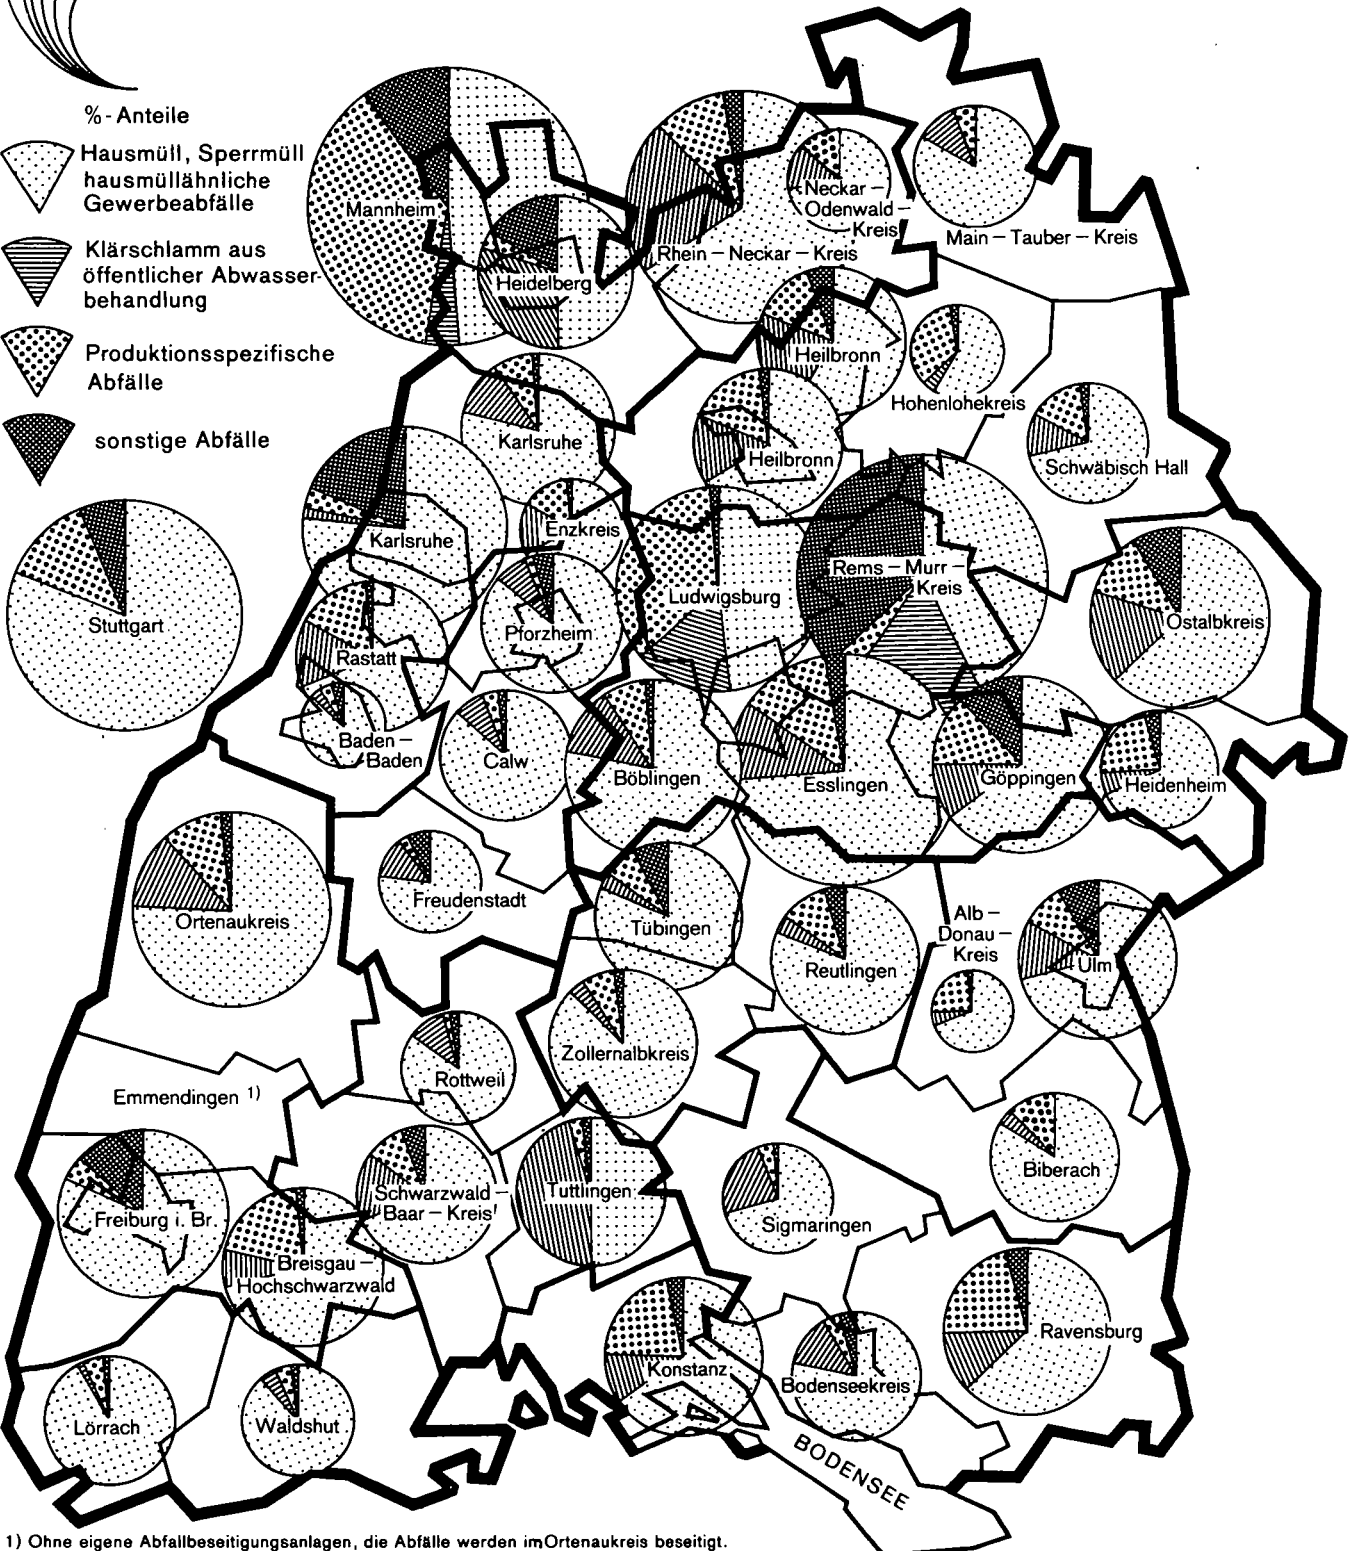 %-Anteile
Hausmüll, Sperrmüll
hausmüllähnliche
Gewerbeabfälle
Klärschlamm aus
öffentlicher Abwasser-
behandlung
Produktionsspezifische
Abfälle
sonstige Abfälle
Mannheim
Heidelberg
Rhein – Neckar – Kreis
Neckar –
Odenwald –
Kreis
Main – Tauber – Kreis
Heilbronn
Hohenlohekreis
Karlsruhe
Heilbronn
Schwäbisch Hall
Karlsruhe
Enzkreis
Stuttgart
Ludwigsburg
Rems – Murr –
Kreis
Ostalbkreis
Pforzheim
Rastatt
Baden –
Baden
Calw
Böblingen
Esslingen
Göppingen
Heidenheim
Ortenaukreis
Freudenstadt
Tübingen
Reutlingen
Alb –
Donau –
Kreis
Ulm
Zollernalbkreis
Rottweil
Emmendingen 1)
Biberach
Freiburg i. Br.
Schwarzwald –
Baar – Kreis
Tuttlingen
Sigmaringen
Breisgau –
Hochschwarzwald
Ravensburg
Konstanz
Bodenseekreis
Lörrach
Waldshut
BODENSEE
1) Ohne eigene Abfallbeseitigungsanlagen, die Abfälle werden im Ortenaukreis beseitigt.